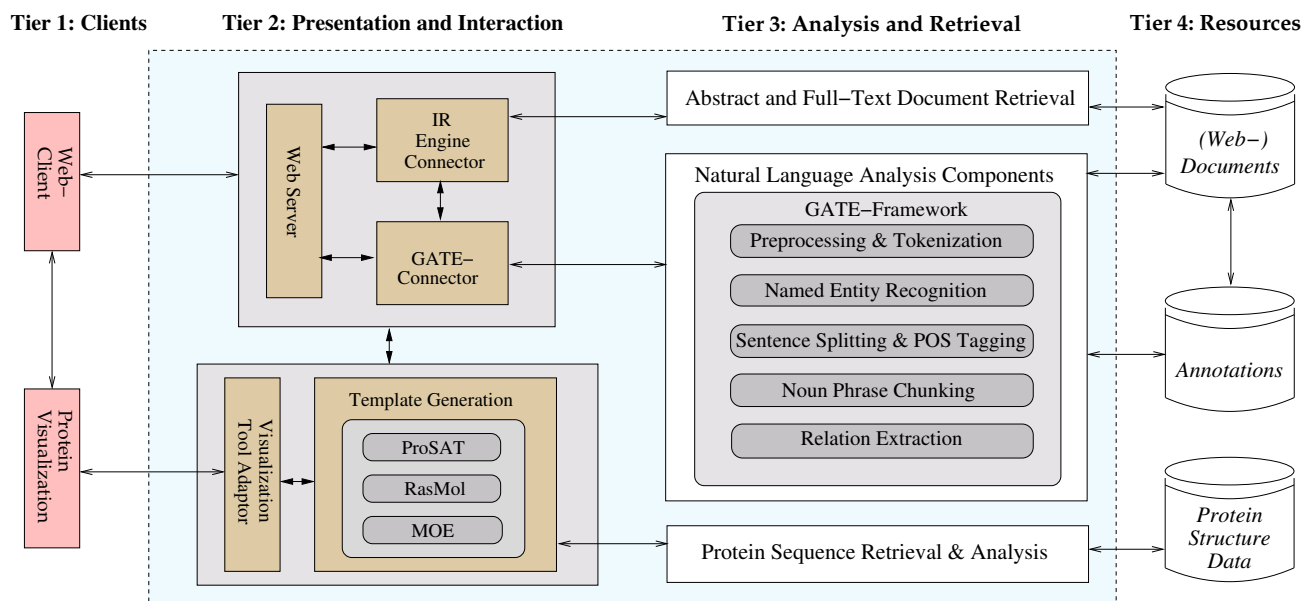 Tier 1: Clients
Tier 2: Presentation and Interaction
Tier 3: Analysis and Retrieval
Tier 4: Resources
Web−
Client
Protein
Visualization
Web Server
IR
Engine
Connector
GATE−
Connector
Visualization
Tool Adaptor
Template Generation
ProSAT
RasMol
MOE
Abstract and Full−Text Document Retrieval
Natural Language Analysis Components
GATE−Framework
Preprocessing & Tokenization
Named Entity Recognition
Sentence Splitting & POS Tagging
Noun Phrase Chunking
Relation Extraction
Protein Sequence Retrieval & Analysis
(Web−)
Documents
Annotations
Protein
Structure
Data